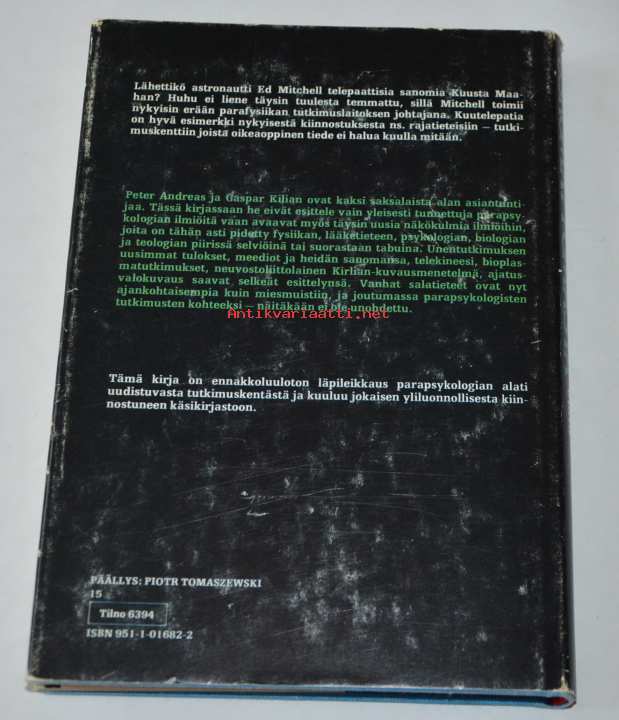 Lähettikö astronautti Ed Mitchell telepaattisia sanomia Kuusta Maa-
han? Huhu ei liene täysin tuulesta temmattu, sillä Mitchell toimii
nykyisin erään parafysiikan tutkimuslaitoksen johtajana. Kuutelepatia
on hyvä esimerkki nykyisestä kiinnostuksesta ns. rajatieteisiin – tutki-
muskenttiin joista oikeaoppinen tiede ei halua kuulla mitään.
Peter Andreas ja Caspar Kilian ovat kaksi saksalaista alan asiantunti-
jaa. Tässä kirjassaan he eivät esittele vain yleisesti tunnettuja parapsy-
kologian ilmiöitä vaan avaavat myös täysin uusia näkökulmia ilmiöihin,
joita on tähän asti pidetty fysiikan, lääketieteen, psykologian, biologian
ja teologian piirissä selviöinä tai suorastaan tabuina. Unentutkimuksen
uusimmat tulokset, meediot ja heidän sanomansa, telekineesi, bioplas-
matutkimukset, neuvostoliittolainen Kirlian-kuvausmenetelmä, ajatus-
valokuvaus saavat selkeät esittelynsä. Vanhat salatieteet ovat nyt
ajankohtaisempia kuin miesmuistiin, ja joutumassa parapsykologisten
tutkimusten kohteeksi – näitäkään ei ole unohdettu.
Antikvariaatti.net
Tämä kirja on ennakkoluuloton läpileikkaus parapsykologian alati
uudistuvasta tutkimuskentästä ja kuuluu jokaisen yliluonnollisesta kiin-
nostuneen käsikirjastoon.
PÄÄLLYS: PIOTR TOMASZEWSKI
15
Tilno 6394
ISBN 951-1-01682-2